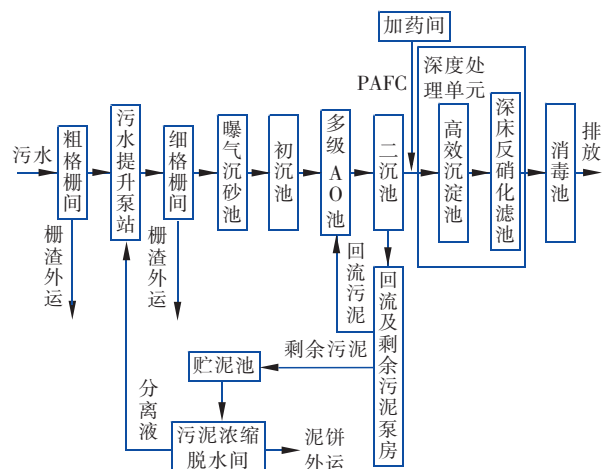 加药间
PAFC
深度处
理单元
污水
粗格栅间
污水提升泵站
细格栅间
曝气沉砂池
初沉池
多级AO池
二沉池
高效沉淀池
深床反硝化滤池
消毒池
排放
栅渣外运
栅渣外运
回流污泥
回流及剩余污泥泵房
剩余污泥
贮泥池
分离液
污泥浓缩
脱水间
泥饼
外运